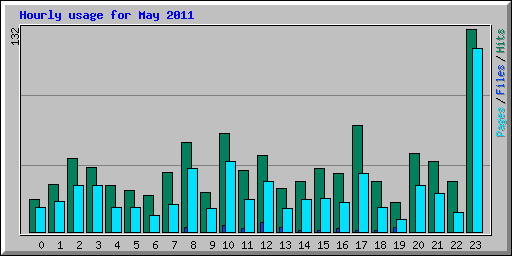 Hourly usage for May 2011
132
Pages / Files / Hits
0 1 2 3 4 5 6 7 8 9 10 11 12 13 14 15 16 17 18 19 20 21 22 23